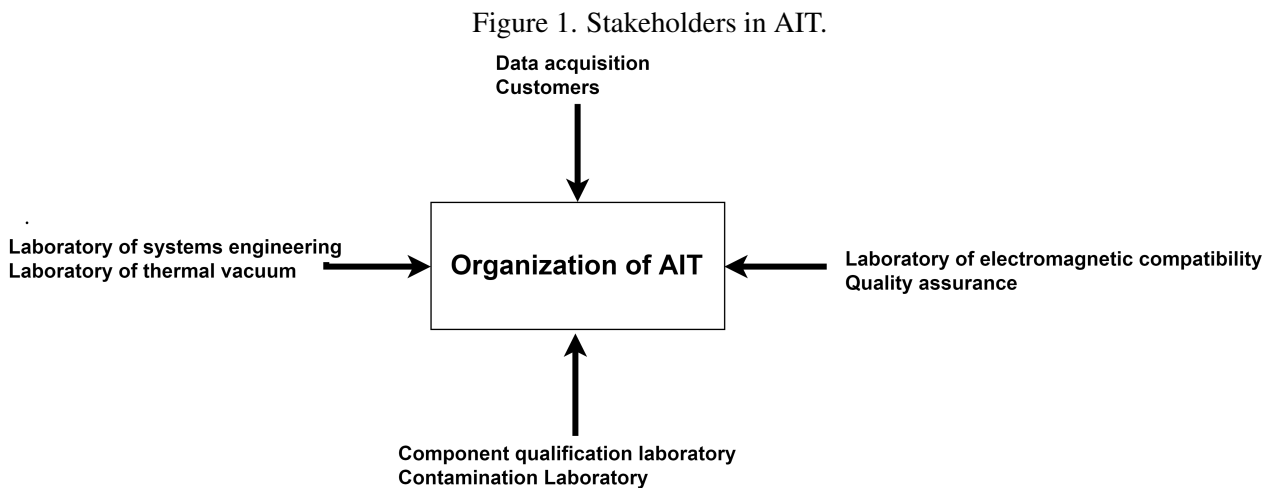 Figure 1. Stakeholders in AIT.
Data acquisition
Customers
.
Laboratory of systems engineering
Laboratory of thermal vacuum
Organization of AIT
Laboratory of electromagnetic compatibility
Quality assurance
Component qualification laboratory
Contamination Laboratory